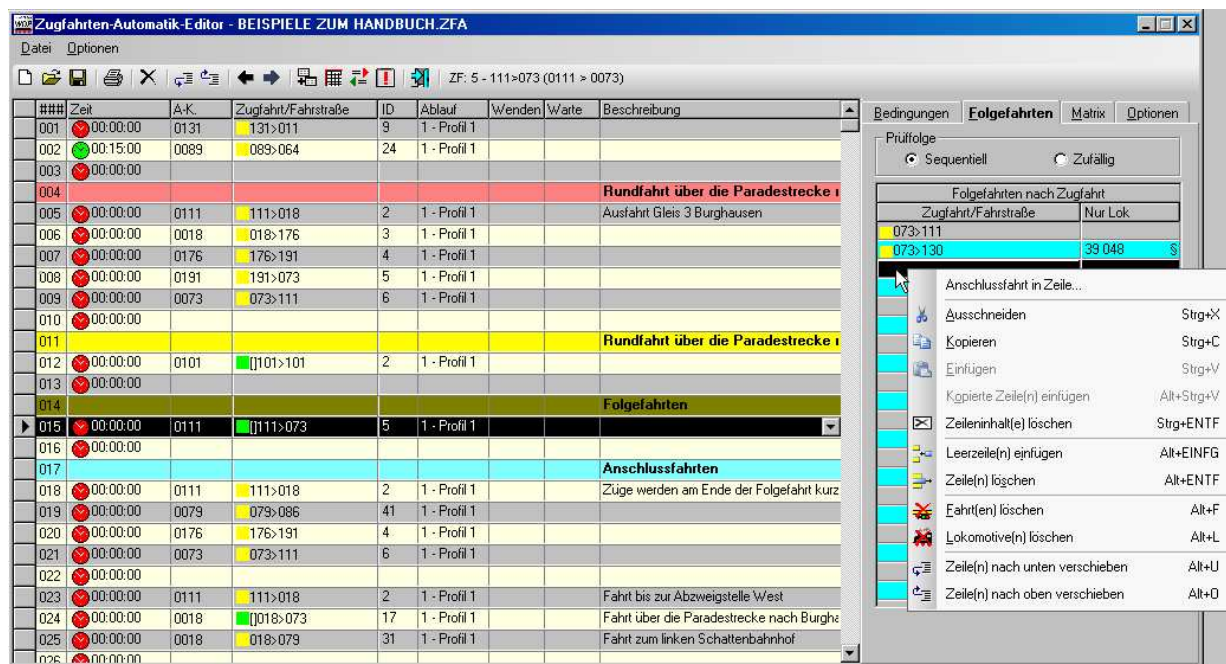 Zugfahrten-Automatik-Editor - BEISPIELE ZUM HANDBUCH.ZFA
Datei Optionen
ZF: 5 - 111>073 (0111 > 0073)
### Zeit A-K. Zugfahrt/Fahrstraße ID Ablauf Wenden Warte Beschreibung
001 00:00:00 0131 131>011 9 1 - Profil 1
002 00:15:00 0089 089>064 24 1 - Profil 1
003 00:00:00
004 Rundfahrt über die Paradestrecke
005 00:00:00 0111 111>018 2 1 - Profil 1 Ausfahrt Gleis 3 Burghausen
006 00:00:00 0018 018>176 3 1 - Profil 1
007 00:00:00 0176 176>191 4 1 - Profil 1
008 00:00:00 0191 191>073 5 1 - Profil 1
009 00:00:00 0073 073>111 6 1 - Profil 1
010 00:00:00
011 Rundfahrt über die Paradestrecke
012 00:00:00 0101 []101>101 2 1 - Profil 1
013 00:00:00
014 Folgefahrten
015 00:00:00 0111 []111>073 5 1 - Profil 1
016 00:00:00
017 Anschlussfahrten
018 00:00:00 0111 111>018 2 1 - Profil 1 Züge werden am Ende der Folgefahrt kurz
019 00:00:00 0079 079>086 41 1 - Profil 1
020 00:00:00 0176 176>191 4 1 - Profil 1
021 00:00:00 0073 073>111 6 1 - Profil 1
022 00:00:00
023 00:00:00 0111 111>018 2 1 - Profil 1 Fahrt bis zur Abzweigstelle West
024 00:00:00 0018 []018>073 17 1 - Profil 1 Fahrt über die Paradestrecke nach Burgha
025 00:00:00 0018 018>079 31 1 - Profil 1 Fahrt zum linken Schattenbahnhof
026 00:00:00
Bedingungen Folgefahrten Matrix Optionen
Prüffolge
Sequentiell Zufällig
Folgefahrten nach Zugfahrt
Zugfahrt/Fahrstraße Nur Lok
073>111
073>130 39 048 §
Anschlussfahrt in Zeile...
Ausschneiden Strg+X
Kopieren Strg+C
Einfügen Strg+V
Kopierte Zeile(n) einfügen Alt+Strg+V
Zeileninhalt(e) löschen Strg+ENTF
Leerzeile(n) einfügen Alt+EINFG
Zeile(n) löschen Alt+ENTF
Fahrt(en) löschen Alt+F
Lokomotive(n) löschen Alt+L
Zeile(n) nach unten verschieben Alt+U
Zeile(n) nach oben verschieben Alt+O